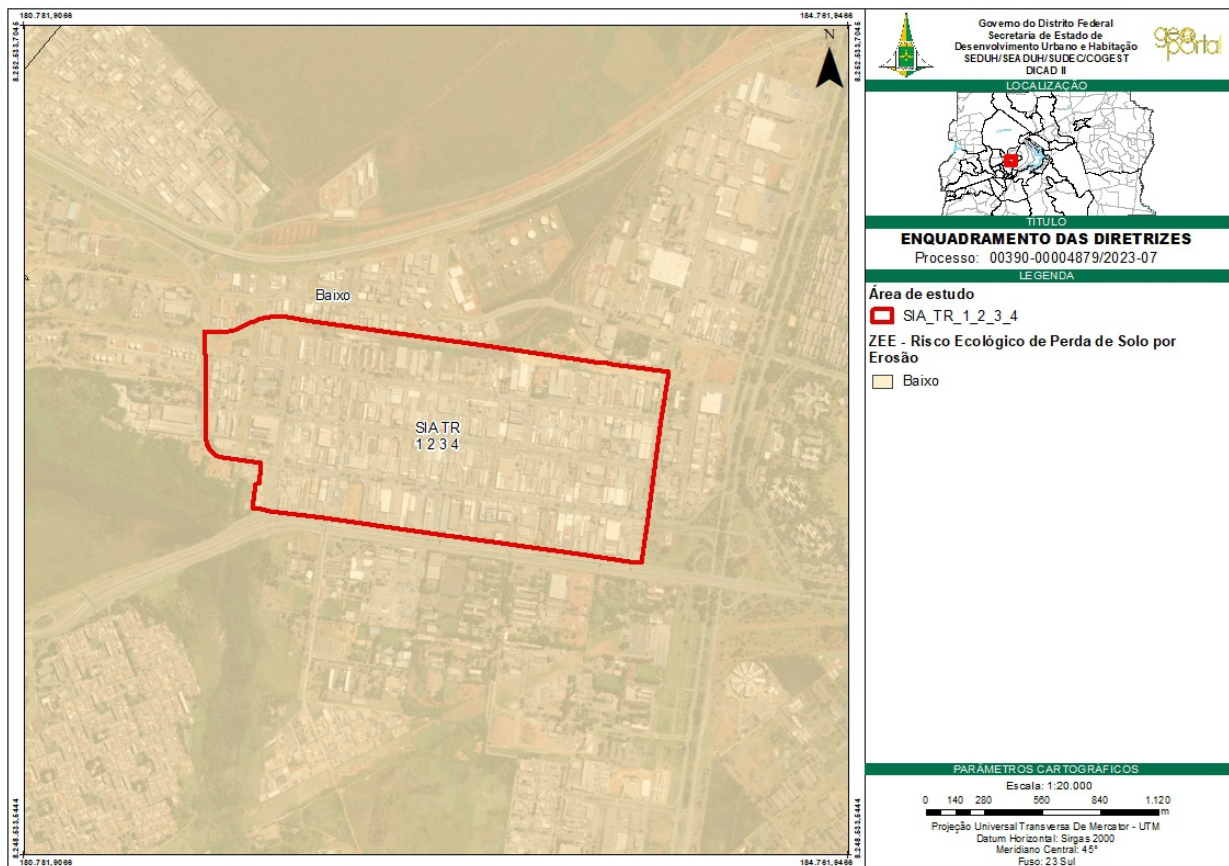 180.781,9066
184.761,9466
8.252.533,7045
8.252.533,7045
N
Baixo
SIA TR
1 2 3 4
8.248.533,5444
8.248.533,5444
180.781,9066
184.761,9466
Governo do Distrito Federal
Secretaria de Estado de
Desenvolvimento Urbano e Habitação
SEDUH/SEADUH/SUDEC/COGEST
DICAD II
geo
portal
LOCALIZAÇÃO
TÍTULO
ENQUADRAMENTO DAS DIRETRIZES
Processo: 00390-00004879/2023-07
LEGENDA
Área de estudo
SIA_TR_1_2_3_4
ZEE - Risco Ecológico de Perda de Solo por
Erosão
Baixo
PARÂMETROS CARTOGRÁFICOS
Escala: 1:20.000
0 140 280 560 840 1.120
m
Projeção Universal Transversa De Mercator - UTM
Datum Horizontal: Sirgas 2000
Meridiano Central: 45°
Fuso: 23 Sul